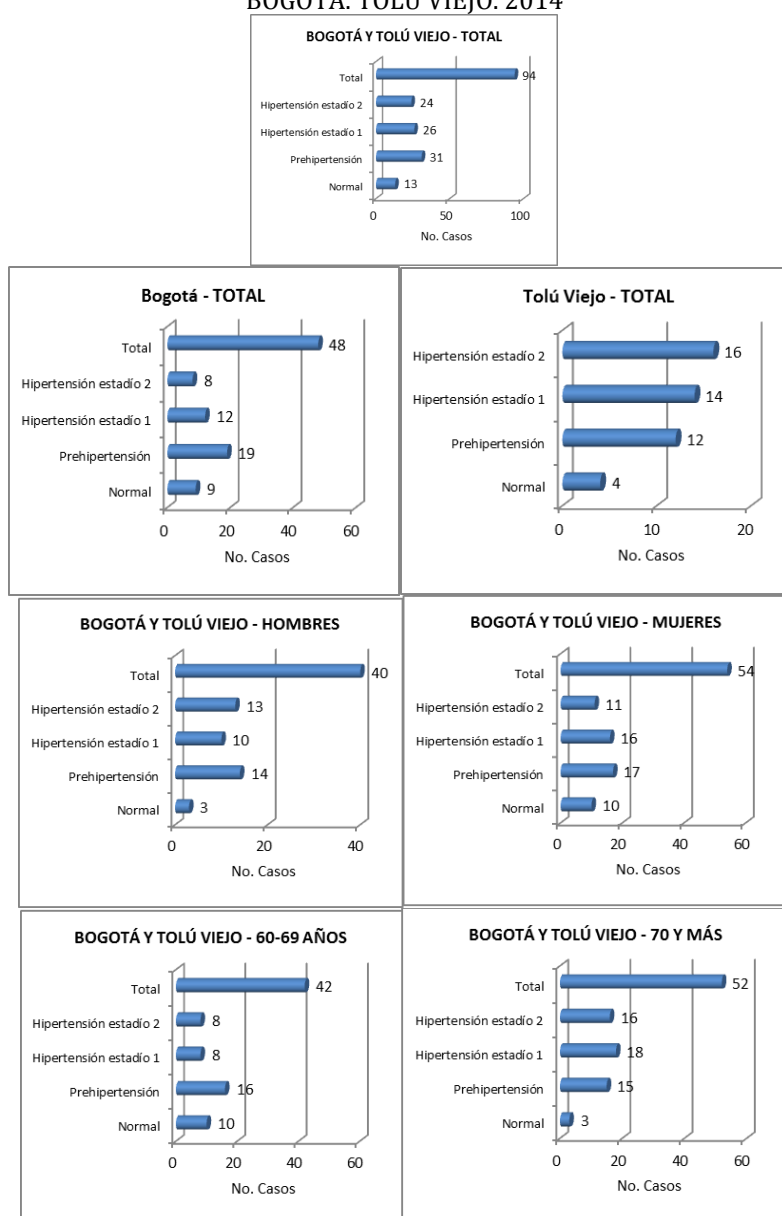 BOGOTÁ. TOLÚ VIEJO. 2014
BOGOTÁ Y TOLÚ VIEJO - TOTAL
Total 94
Hipertensión estadío 2 24
Hipertensión estadío 1 26
Prehipertensión 31
Normal 13
0 50 100
No. Casos
Bogotá - TOTAL
Total 48
Hipertensión estadío 2 8
Hipertensión estadío 1 12
Prehipertensión 19
Normal 9
0 20 40 60
No. Casos
Tolú Viejo - TOTAL
Hipertensión estadío 2 16
Hipertensión estadío 1 14
Prehipertensión 12
Normal 4
0 10 20
No. Casos
BOGOTÁ Y TOLÚ VIEJO - HOMBRES
Total 40
Hipertensión estadío 2 13
Hipertensión estadío 1 10
Prehipertensión 14
Normal 3
0 20 40
No. Casos
BOGOTÁ Y TOLÚ VIEJO - MUJERES
Total 54
Hipertensión estadío 2 11
Hipertensión estadío 1 16
Prehipertensión 17
Normal 10
0 20 40 60
No. Casos
BOGOTÁ Y TOLÚ VIEJO - 60-69 AÑOS
Total 42
Hipertensión estadío 2 8
Hipertensión estadío 1 8
Prehipertensión 16
Normal 10
0 20 40 60
No. Casos
BOGOTÁ Y TOLÚ VIEJO - 70 Y MÁS
Total 52
Hipertensión estadío 2 16
Hipertensión estadío 1 18
Prehipertensión 15
Normal 3
0 20 40 60
No. Casos